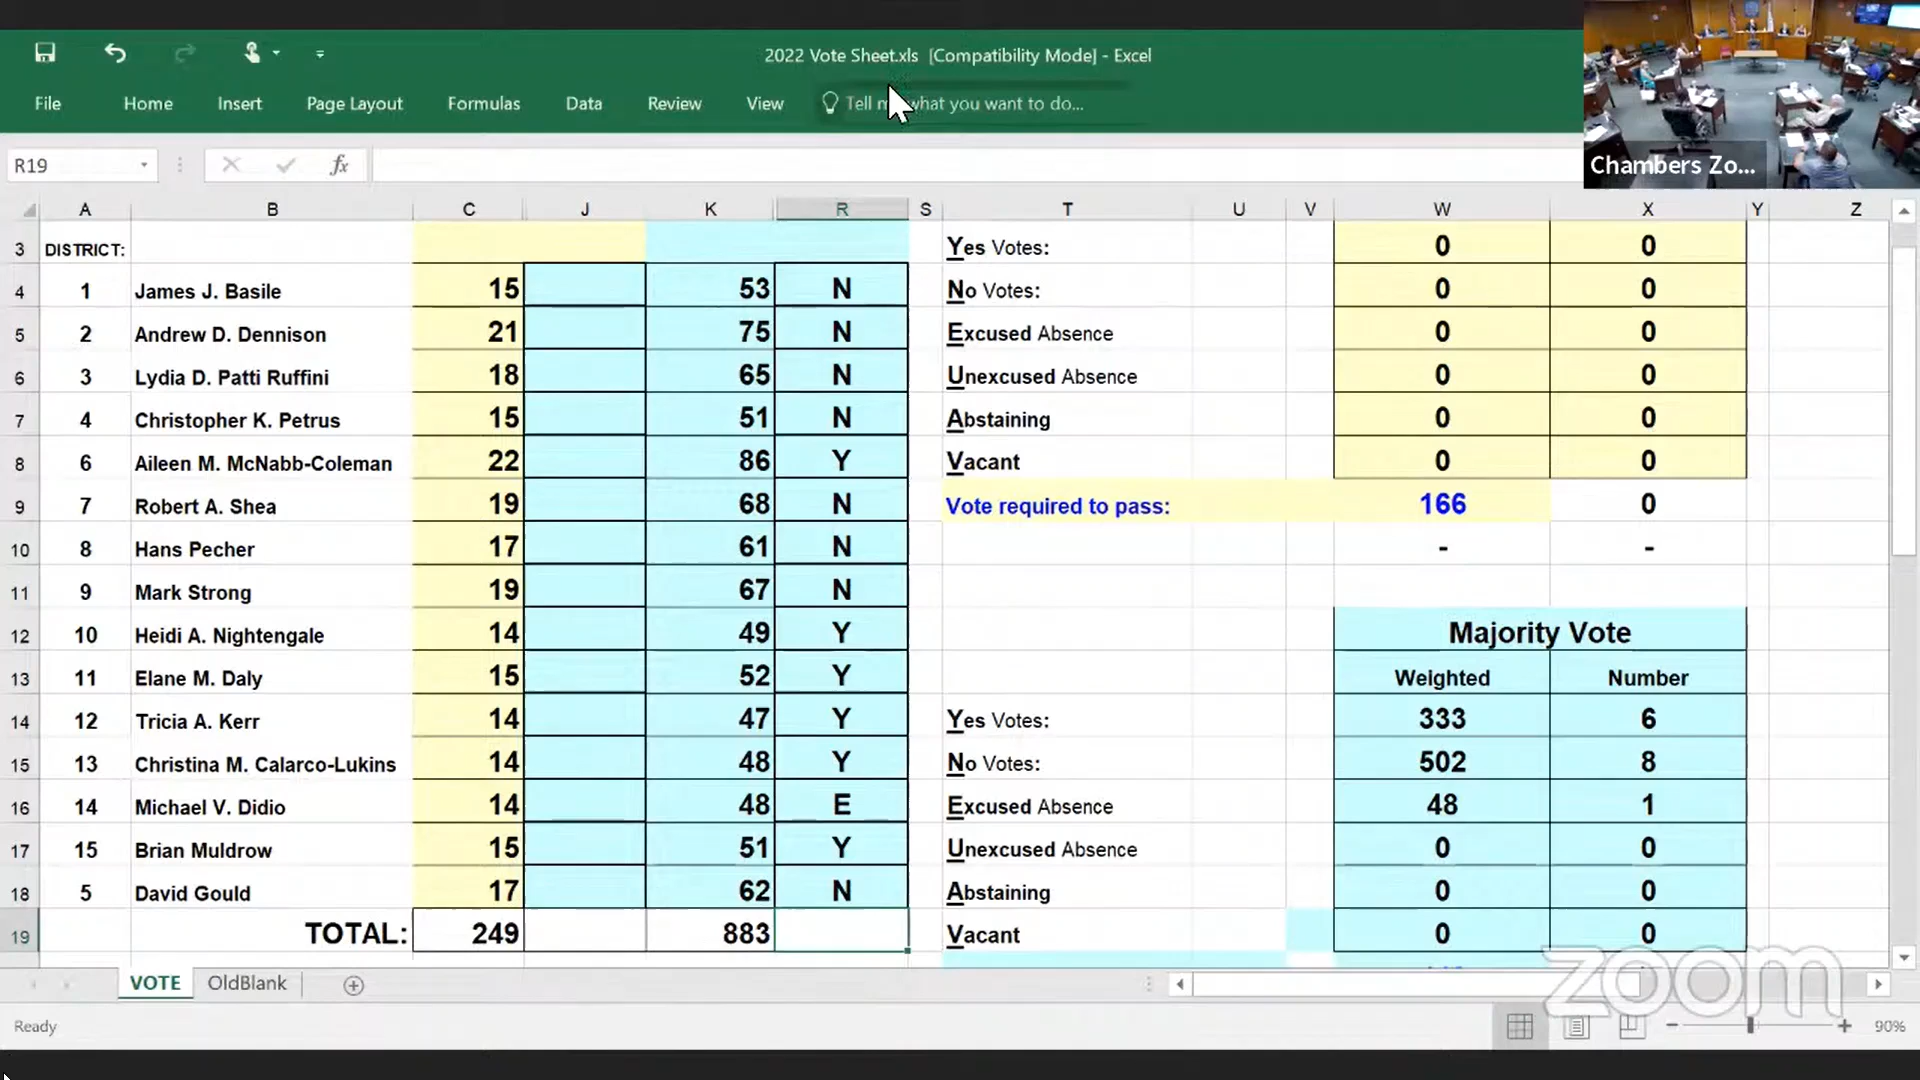 2022 Vote Sheet.xls [Compatibility Mode] - Excel
File Home Insert Page Layout Formulas Data Review View Tell me what you want to do...
Chambers Zo...
R19 fx
A B C J K R S T U V W X Y Z
3 DISTRICT: Yes Votes: 0 0
4 1 James J. Basile 15 53 N No Votes: 0 0
5 2 Andrew D. Dennison 21 75 N Excused Absence 0 0
6 3 Lydia D. Patti Ruffini 18 65 N Unexcused Absence 0 0
7 4 Christopher K. Petrus 15 51 N Abstaining 0 0
8 6 Aileen M. McNabb-Coleman 22 86 Y Vacant 0 0
9 7 Robert A. Shea 19 68 N Vote required to pass: 166 0
10 8 Hans Pecher 17 61 N - -
11 9 Mark Strong 19 67 N
12 10 Heidi A. Nightengale 14 49 Y Majority Vote
13 11 Elane M. Daly 15 52 Y Weighted Number
14 12 Tricia A. Kerr 14 47 Y Yes Votes: 333 6
15 13 Christina M. Calarco-Lukins 14 48 Y No Votes: 502 8
16 14 Michael V. Didio 14 48 E Excused Absence 48 1
17 15 Brian Muldrow 15 51 Y Unexcused Absence 0 0
18 5 David Gould 17 62 N Abstaining 0 0
19 TOTAL: 249 883 Vacant 0 0
VOTE OldBlank
zoom
Ready 90%